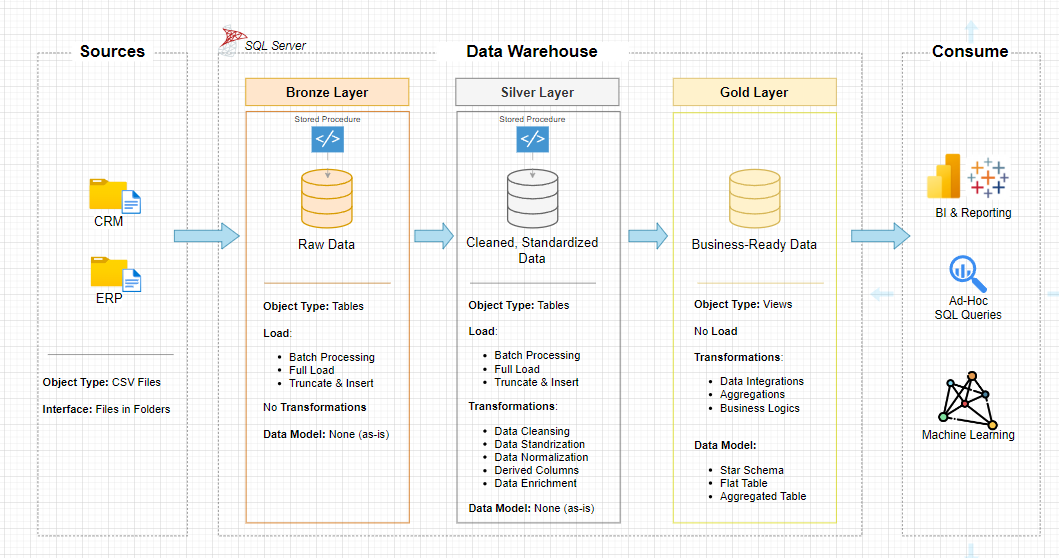 Sources
CRM
ERP
Object Type: CSV Files
Interface: Files in Folders
SQL Server
Data Warehouse
Bronze Layer
Stored Procedure
</>
Raw Data
Object Type: Tables
Load:
• Batch Processing
• Full Load
• Truncate & Insert
No Transformations
Data Model: None (as-is)
Silver Layer
Stored Procedure
</>
Cleaned, Standardized
Data
Object Type: Tables
Load:
• Batch Processing
• Full Load
• Truncate & Insert
Transformations:
• Data Cleansing
• Data Standrization
• Data Normalization
• Derived Columns
• Data Enrichment
Data Model: None (as-is)
Gold Layer
Business-Ready Data
Object Type: Views
No Load
Transformations:
• Data Integrations
• Aggregations
• Business Logics
Data Model:
• Star Schema
• Flat Table
• Aggregated Table
Consume
BI & Reporting
Ad-Hoc
SQL Queries
Machine Learning